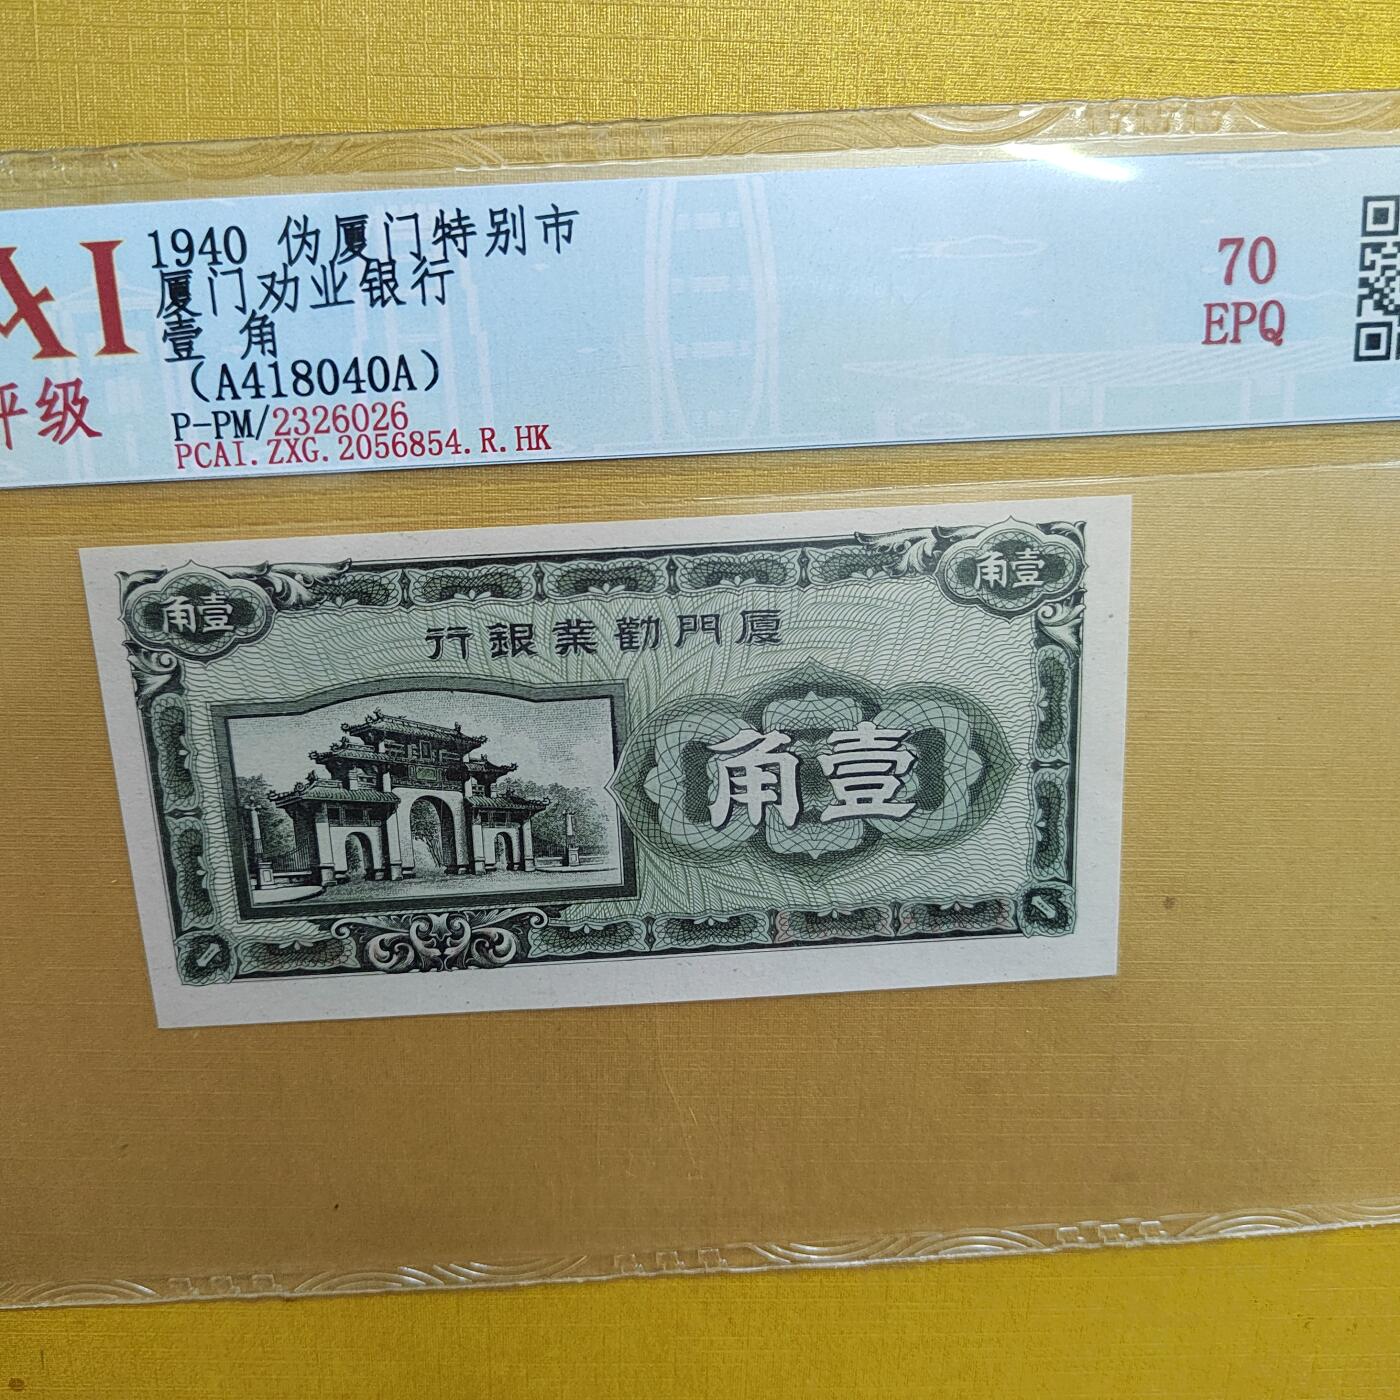 AI
评级
1940 伪厦门特别市
厦门劝业银行
壹 角
(A418040A)
P-PM/2326026
PCAI.ZXG.2056854.R.HK
70
EPQ
角壹
角壹
行銀業勸門廈
角壹